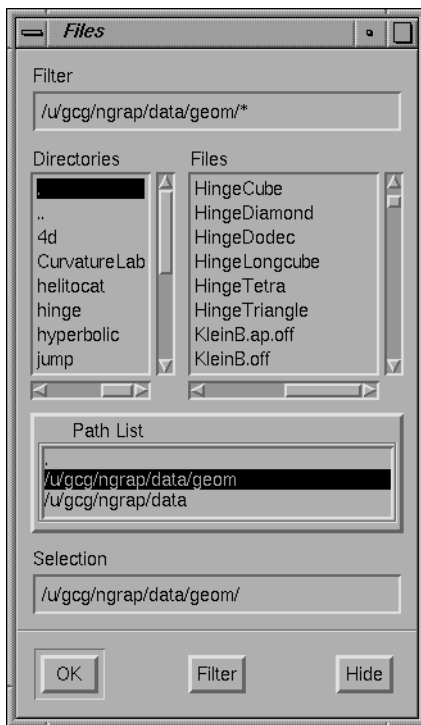 Files
Filter
/u/gcg/ngrap/data/geom/*
Directories
.
..
4d
CurvatureLab
helitocat
hinge
hyperbolic
jump
Files
HingeCube
HingeDiamond
HingeDodec
HingeLongcube
HingeTetra
HingeTriangle
KleinB.ap.off
KleinB.off
Path List
.
/u/gcg/ngrap/data/geom
/u/gcg/ngrap/data
Selection
/u/gcg/ngrap/data/geom/
OK
Filter
Hide